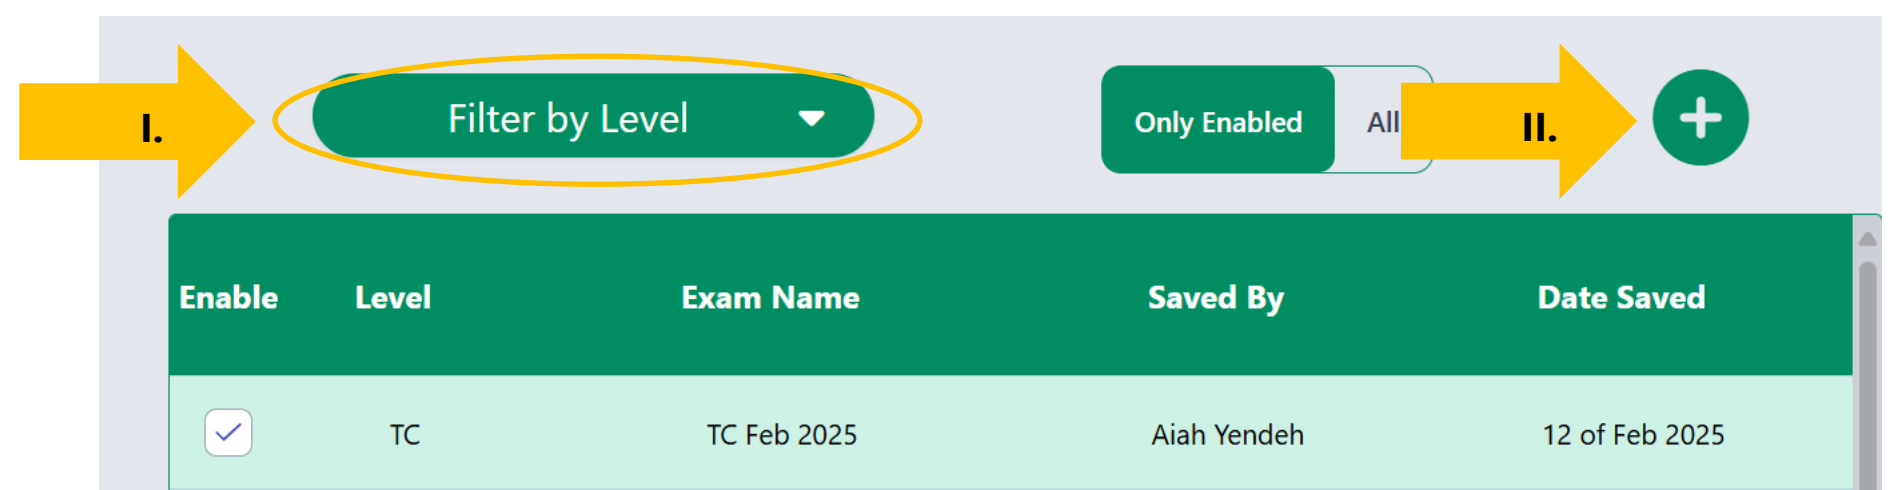 I.
Filter by Level
Only Enabled
All
II.
Enable Level Exam Name Saved By Date Saved
TC TC Feb 2025 Aiah Yendeh 12 of Feb 2025